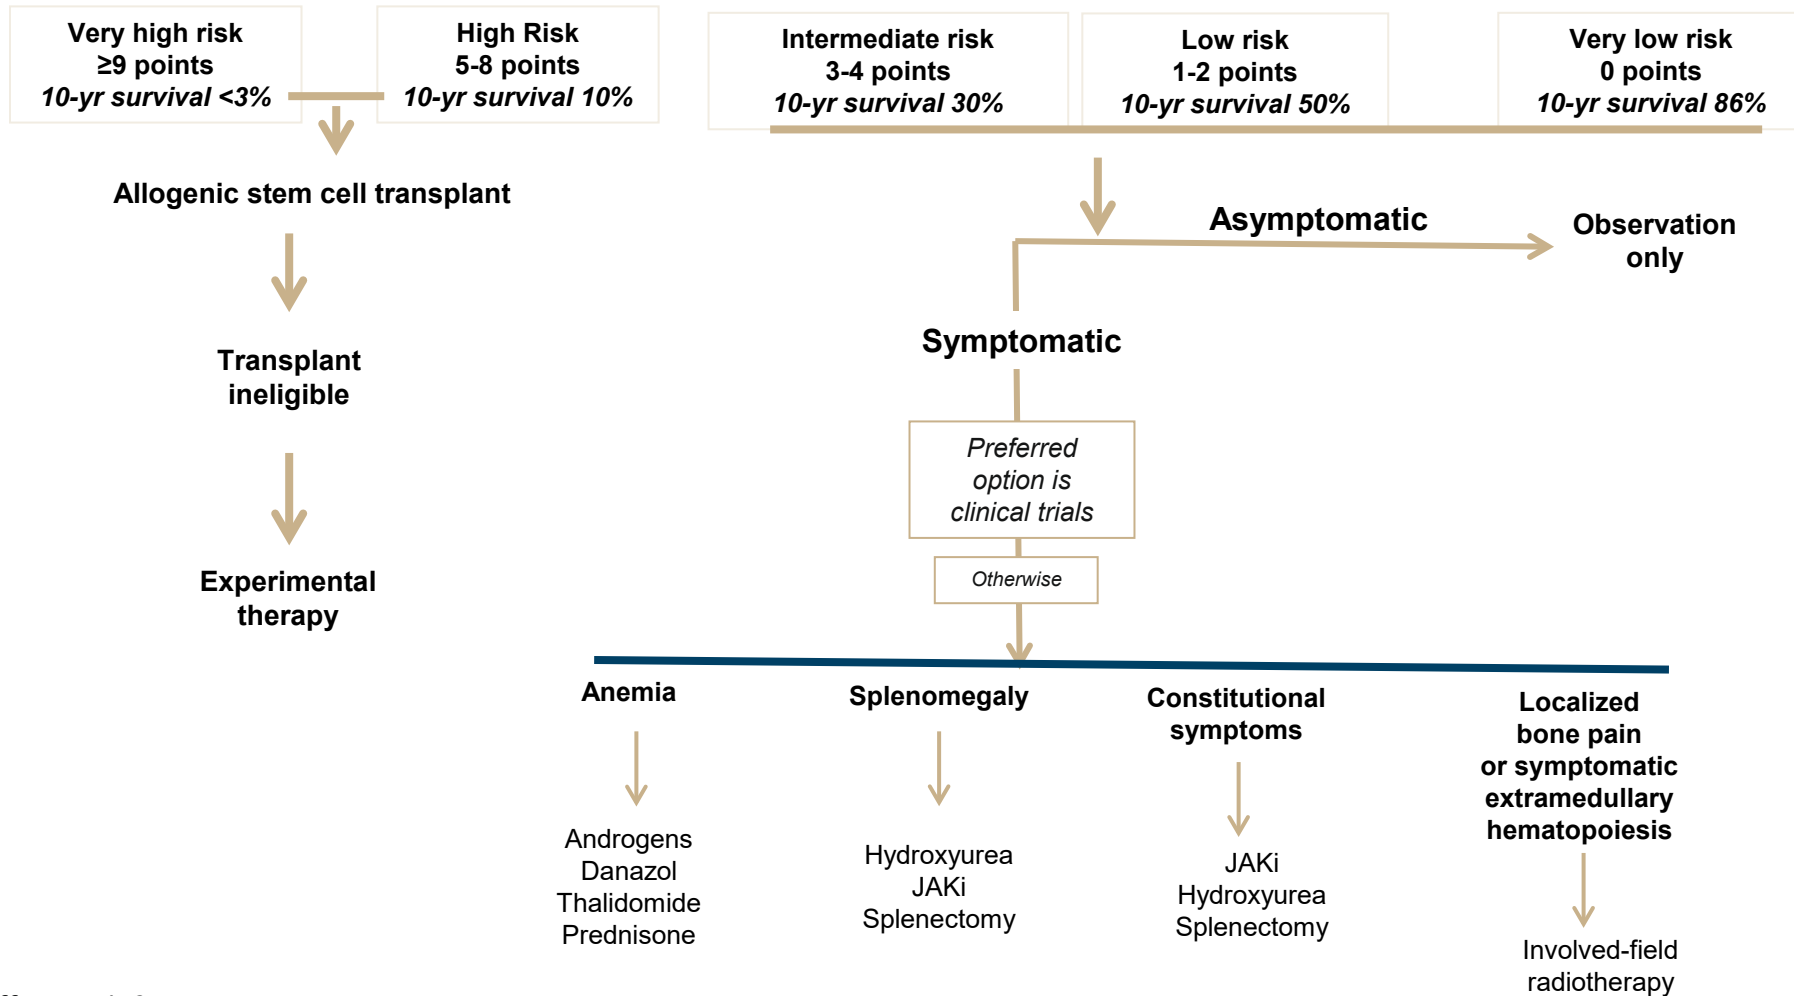 Very high risk
≥9 points
10-yr survival <3%
High Risk
5-8 points
10-yr survival 10%
Intermediate risk
3-4 points
10-yr survival 30%
Low risk
1-2 points
10-yr survival 50%
Very low risk
0 points
10-yr survival 86%
Allogenic stem cell transplant
Asymptomatic
Observation
only
Transplant
ineligible
Symptomatic
Preferred
option is
clinical trials
Otherwise
Experimental
therapy
Anemia
Splenomegaly
Constitutional
symptoms
Localized
bone pain
or symptomatic
extramedullary
hematopoiesis
Androgens
Danazol
Thalidomide
Prednisone
Hydroxyurea
JAKi
Splenectomy
JAKi
Hydroxyurea
Splenectomy
Involved-field
radiotherapy